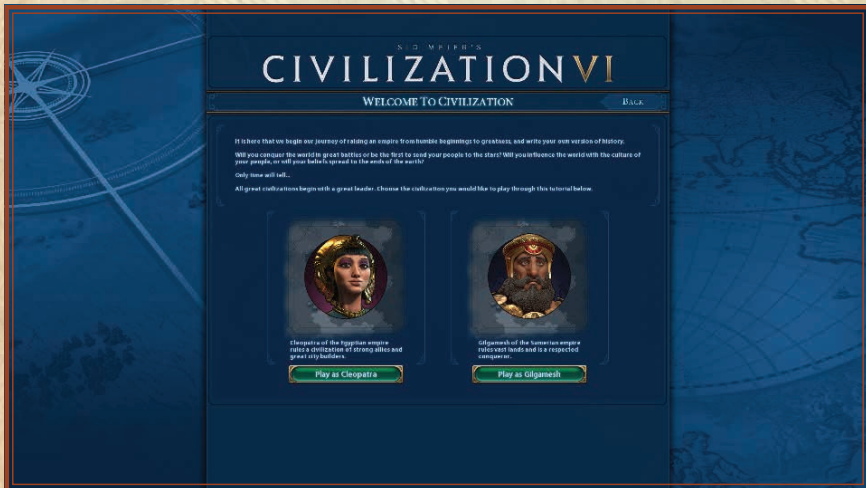 SID MEIER'S
CIVILIZATION VI
WELCOME TO CIVILIZATION
BACK
It is here that we begin our journey of raising an empire from humble beginnings to greatness, and write your own version of history.
Will you conquer the world in great battles or be the first to send your people to the stars? Will you influence the world with the culture of
your people, or will your beliefs spread to the ends of the earth?
Only time will tell...
All great civilizations begin with a great leader. Choose the civilization you would like to play through this tutorial below.
Cleopatra of the Egyptian empire
rules a civilization of strong allies and
great city builders.
Play as Cleopatra
Gilgamesh of the Sumerian empire
rules vast lands and is a respected
conqueror.
Play as Gilgamesh